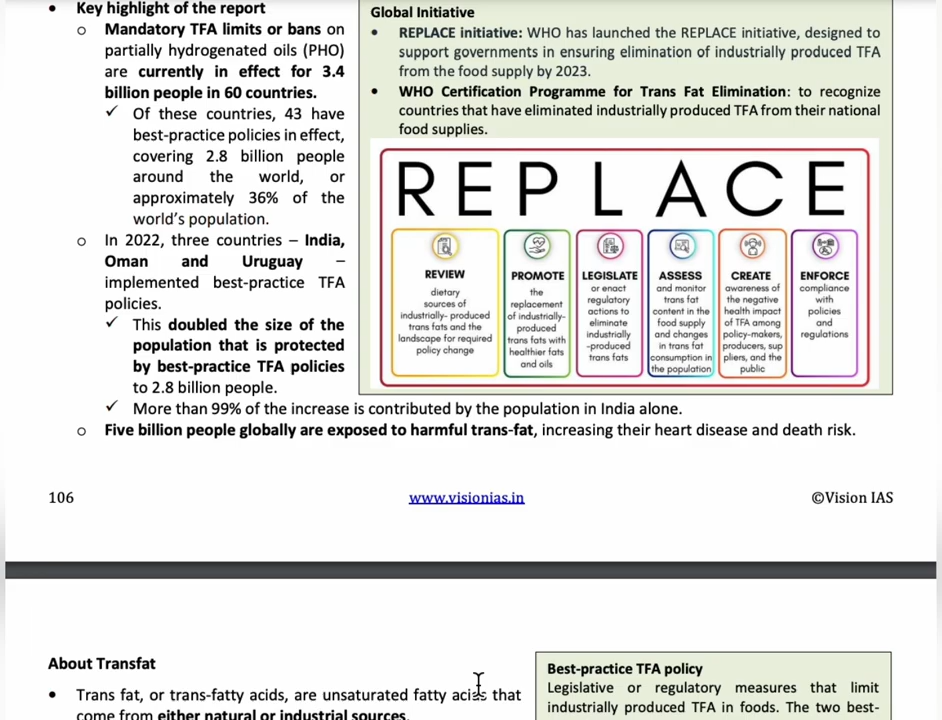 • Key highlight of the report
o Mandatory TFA limits or bans on
partially hydrogenated oils (PHO)
are currently in effect for 3.4
billion people in 60 countries.
✓ Of these countries, 43 have
best-practice policies in effect,
covering 2.8 billion people
around the world, or
approximately 36% of the
world's population.
o In 2022, three countries – India,
Oman and Uruguay –
implemented best-practice TFA
policies.
✓ This doubled the size of the
population that is protected
by best-practice TFA policies
to 2.8 billion people.
✓ More than 99% of the increase is contributed by the population in India alone.
o Five billion people globally are exposed to harmful trans-fat, increasing their heart disease and death risk.
Global Initiative
• REPLACE initiative: WHO has launched the REPLACE initiative, designed to
support governments in ensuring elimination of industrially produced TFA
from the food supply by 2023.
• WHO Certification Programme for Trans Fat Elimination: to recognize
countries that have eliminated industrially produced TFA from their national
food supplies.
REPLACE
REVIEW
dietary
sources of
industrially- produced
trans fats and the
landscape for required
policy change
PROMOTE
the
replacement
of industrially-
produced
trans fats with
healthier fats
and oils
LEGISLATE
or enact
regulatory
actions to
eliminate
industrially
-produced
trans fats
ASSESS
and monitor
trans fat
content in the
food supply
and changes
in trans fat
consumption in
the population
CREATE
awareness of
the negative
health impact
of TFA among
policy-makers,
producers, sup
pliers, and the
public
ENFORCE
compliance
with
policies
and
regulations
106
www.visionias.in
©Vision IAS
About Transfat
• Trans fat, or trans-fatty acids, are unsaturated fatty acids that
come from either natural or industrial sources.
Best-practice TFA policy
Legislative or regulatory measures that limit
industrially produced TFA in foods. The two best-